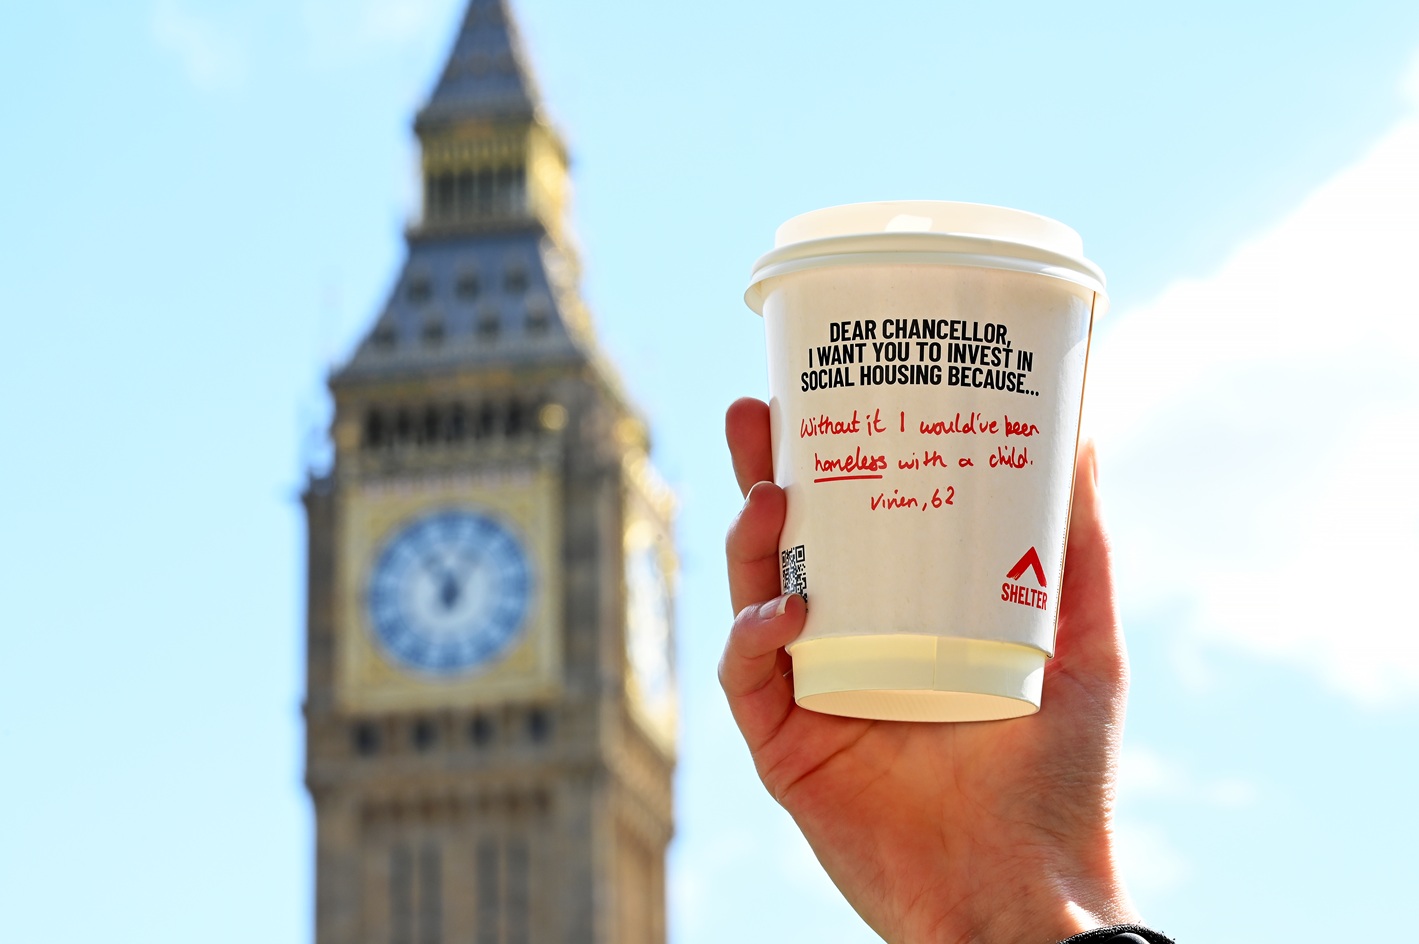 DEAR CHANCELLOR,
I WANT YOU TO INVEST IN
SOCIAL HOUSING BECAUSE...
Without it I would've been
homeless with a child.
Vivien, 62
SHELTER